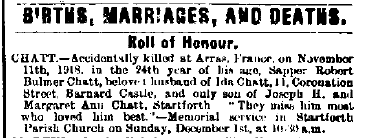 BIRTHS, MARRIAGES, AND DEATHS.
Roll of Honour.
CHATT.—Accidentally killed at Arras, France, on November
11th, 1918, in the 24th year of his age, Sapper Robert
Bulmer Chatt, beloved husband of Ida Chatt, 11, Coronation
Street, Barnard Castle, and only son of Joseph H. and
Margaret Ann Chatt, Startforth "They miss him most
who loved him best."—Memorial service in Startforth
Parish Church on Sunday, December 1st, at 10-30 a.m.